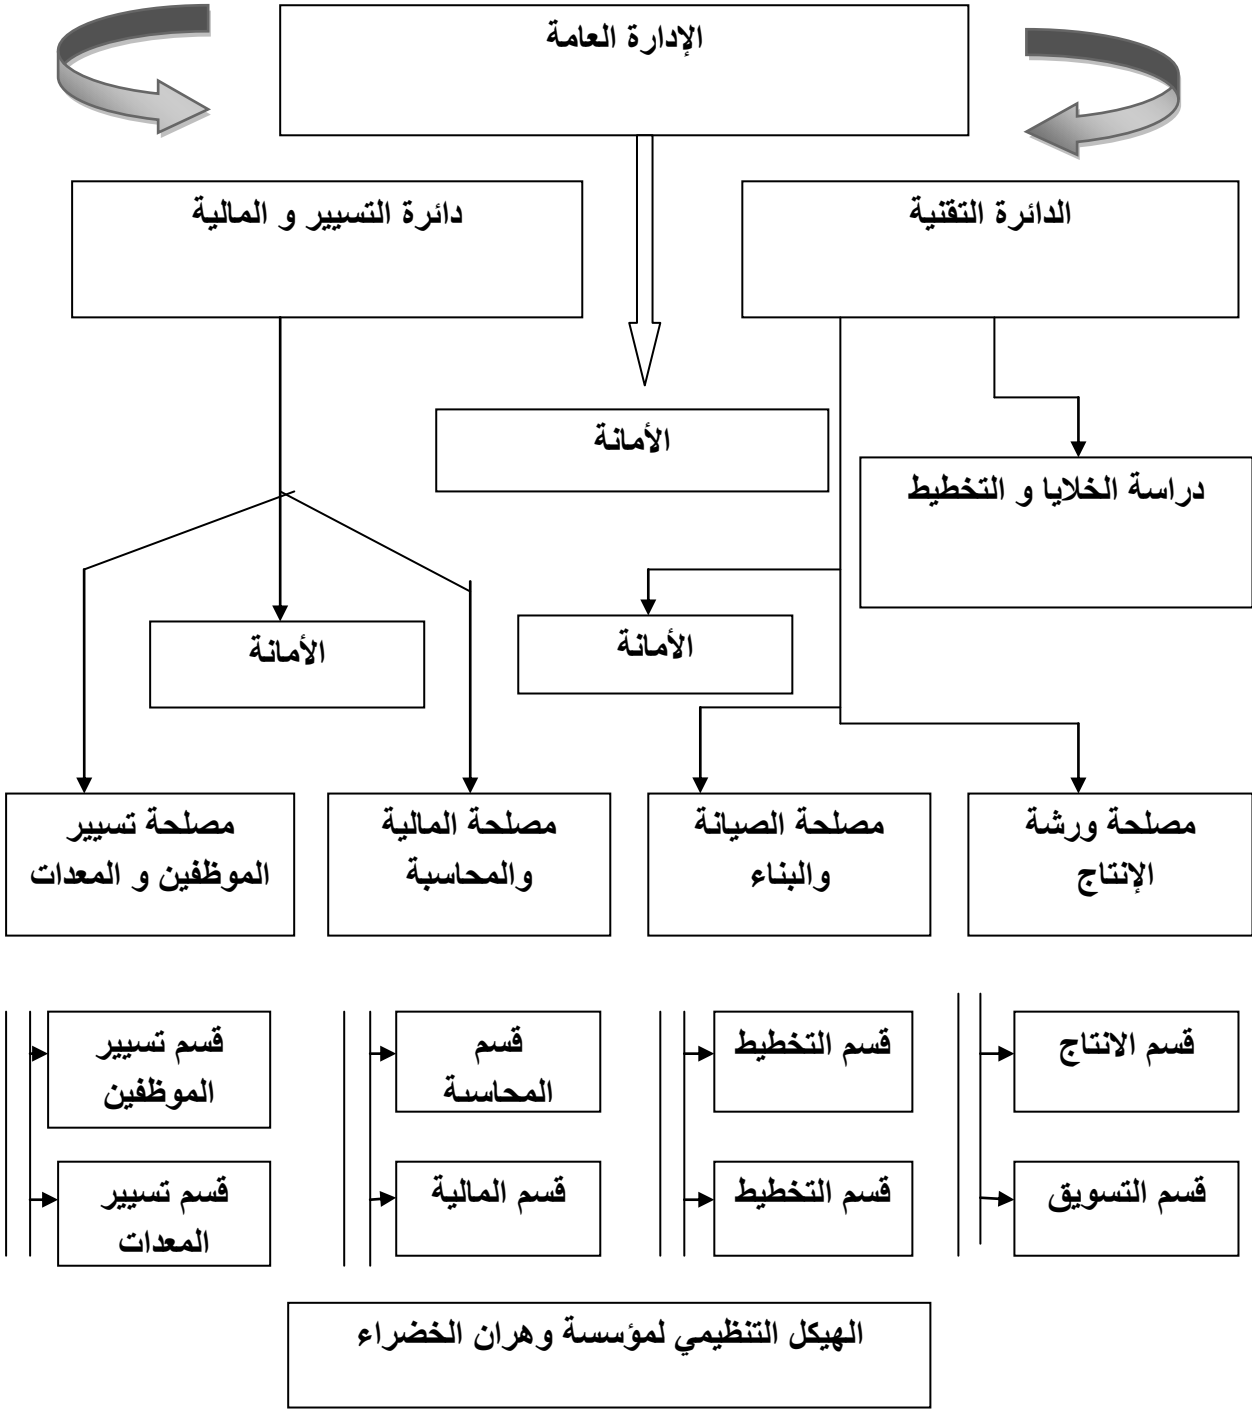 الإدارة العامة
الدائرة التقنية
دائرة التسيير و المالية
الأمانة
دراسة الخلايا و التخطيط
الأمانة
الأمانة
مصلحة ورشة
الإنتاج
مصلحة الصيانة
والبناء
مصلحة المالية
والمحاسبة
مصلحة تسيير
الموظفين و المعدات
قسم الانتاج
قسم التخطيط
قسم
المحاسبة
قسم تسيير
الموظفين
قسم التسويق
قسم التخطيط
قسم المالية
قسم تسيير
المعدات
الهيكل التنظيمي لمؤسسة وهران الخضراء